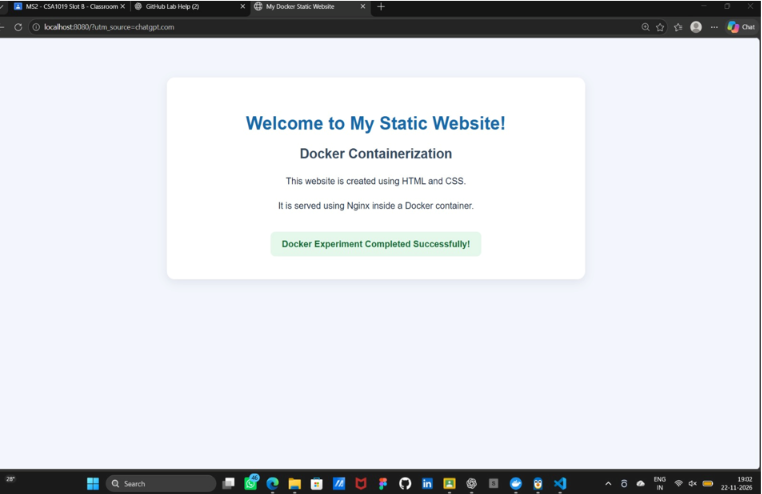 MS2 - CSA1019 Slot B - Classroom
GitHub Lab Help (2)
My Docker Static Website
localhost:8080/?utm_source=chatgpt.com
Chat
Welcome to My Static Website!
Docker Containerization
This website is created using HTML and CSS.
It is served using Nginx inside a Docker container.
Docker Experiment Completed Successfully!
28°
Search
ENG
IN
19:02
22-11-2026